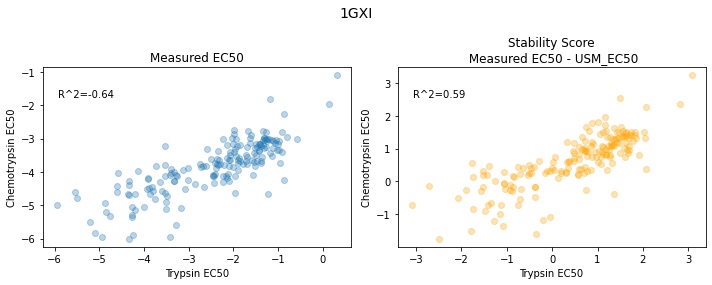 1GXI
Measured EC50
R^2=-0.64
Chemotrypsin EC50
−1
−2
−3
−4
−5
−6
−6 −5 −4 −3 −2 −1 0
Trypsin EC50
Stability Score
Measured EC50 - USM_EC50
R^2=0.59
Chemotrypsin EC50
3
2
1
0
−1
−3 −2 −1 0 1 2 3
Trypsin EC50